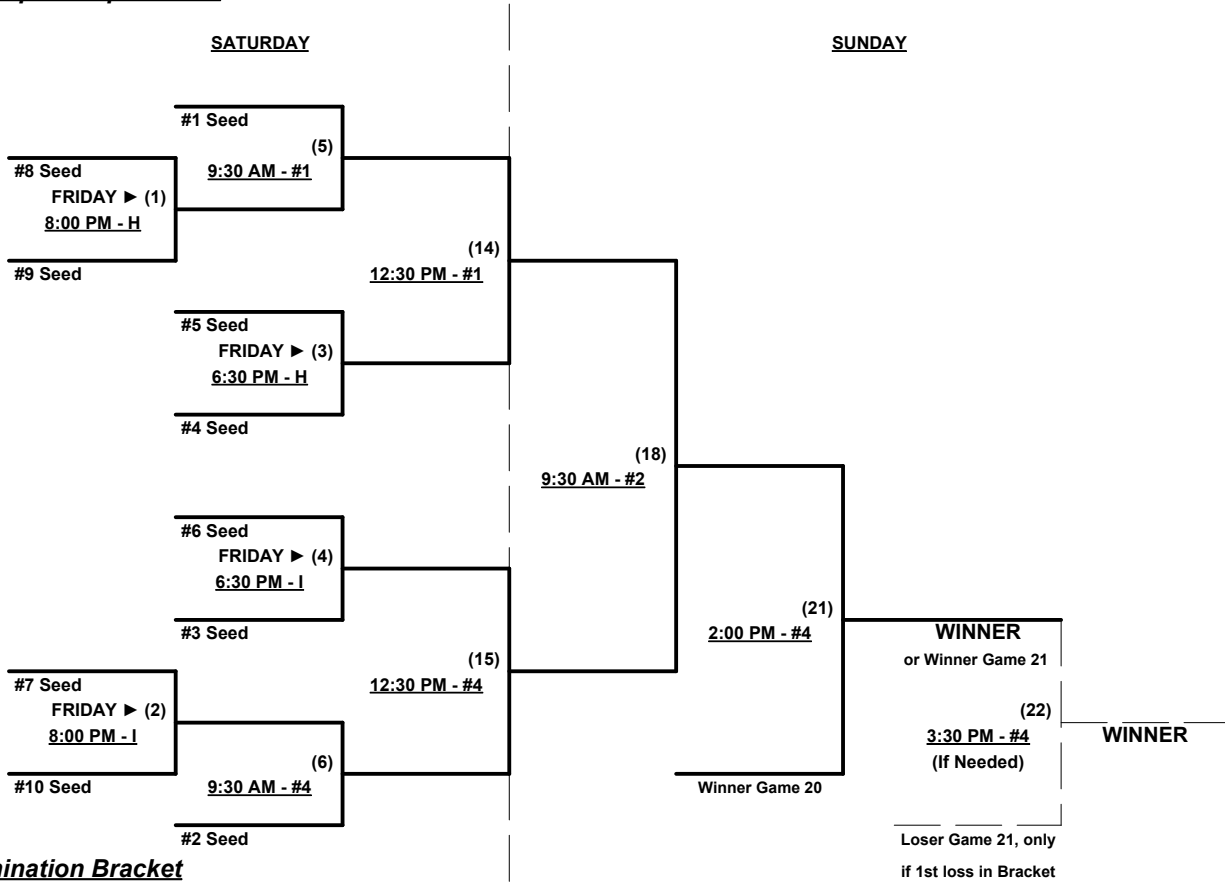 SATURDAY
SUNDAY
#1 Seed
(5)
9:30 AM - #1
#8 Seed
FRIDAY ► (1)
8:00 PM - H
#9 Seed
(14)
12:30 PM - #1
#5 Seed
FRIDAY ► (3)
6:30 PM - H
#4 Seed
(18)
9:30 AM - #2
#6 Seed
FRIDAY ► (4)
6:30 PM - I
#3 Seed
(21)
2:00 PM - #4
WINNER
or Winner Game 21
(15)
12:30 PM - #4
#7 Seed
FRIDAY ► (2)
8:00 PM - I
#10 Seed
(22)
3:30 PM - #4
(If Needed)
WINNER
(6)
9:30 AM - #4
Winner Game 20
#2 Seed
Loser Game 21, only
if 1st loss in Bracket
Bracket